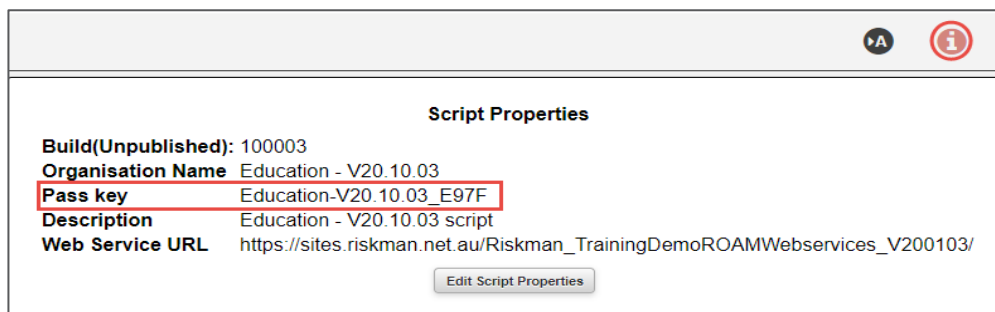 A
i
Script Properties
Build(Unpublished): 100003
Organisation Name Education - V20.10.03
Pass key Education-V20.10.03_E97F
Description Education - V20.10.03 script
Web Service URL https://sites.riskman.net.au/Riskman_TrainingDemoROAMWebservices_V200103/
Edit Script Properties